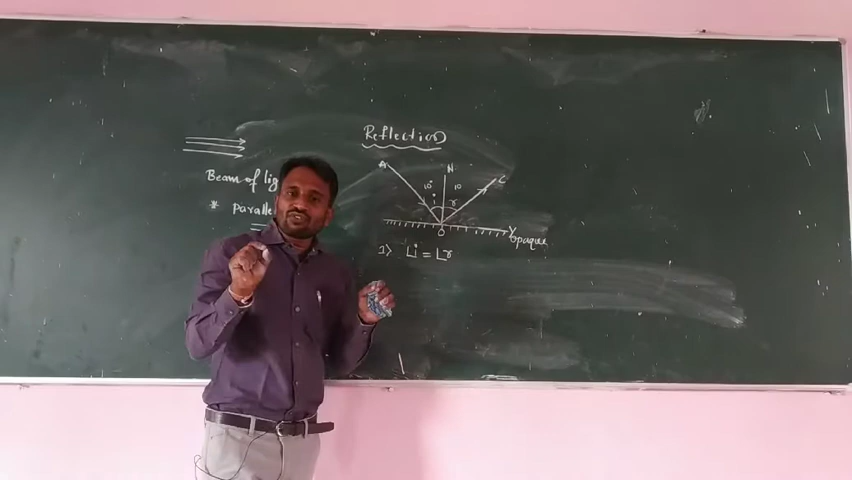 Beam of lig
* paralle
Reflection
A N C
10° 10
i r
O Y
opaque
1> ∠i = ∠r